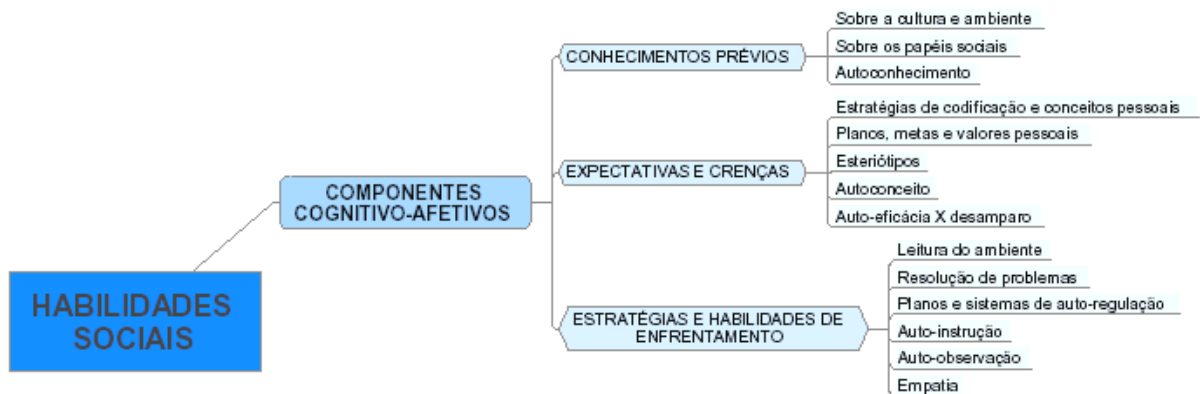 Sobre a cultura e ambiente
CONHECIMENTOS PRÉVIOS
Sobre os papéis sociais
Autoconhecimento
Estratégias de codificação e conceitos pessoais
Planos, metas e valores pessoais
EXPECTATIVAS E CRENÇAS
Esteriótipos
COMPONENTES
COGNITIVO-AFETIVOS
Autoconceito
Auto-eficácia X desamparo
Leitura do ambiente
Resolução de problemas
HABILIDADES
SOCIAIS
Planos e sistemas de auto-regulação
ESTRATÉGIAS E HABILIDADES DE
ENFRENTAMENTO
Auto-instrução
Auto-observação
Empatia